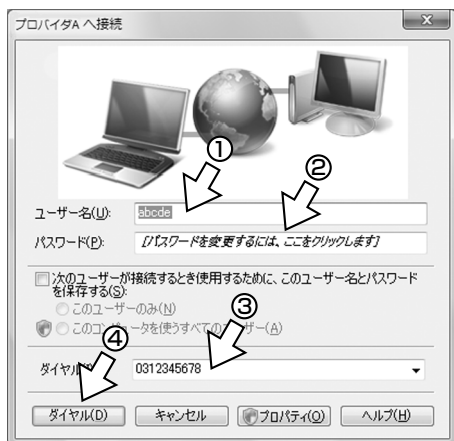 プロバイダA へ接続
①
②
ユーザー名(U):
abcde
パスワード(P):
[パスワードを変更するには、ここをクリックします]
次のユーザーが接続するとき使用するために、このユーザー名とパスワード
を保存する(S):
このユーザーのみ(N)
③
このコンピュータを使うすべての ーザー(A)
④
ダイヤル
0312345678
ダイヤル(D)
キャンセル
プロパティ(O)
ヘルプ(H)